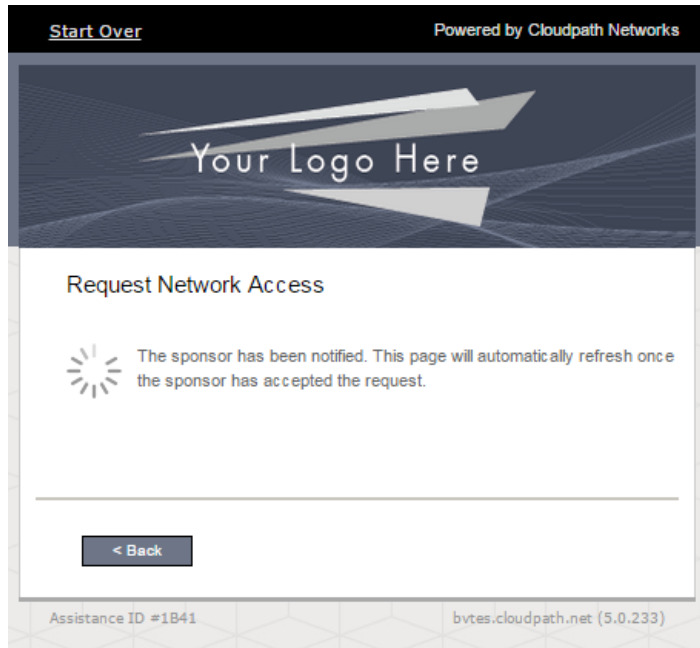 Start Over
Powered by Cloudpath Networks
Your Logo Here
Request Network Access
The sponsor has been notified. This page will automatically refresh once
the sponsor has accepted the request.
< Back
Assistance ID #1B41
bvtes.cloudpath.net (5.0.233)